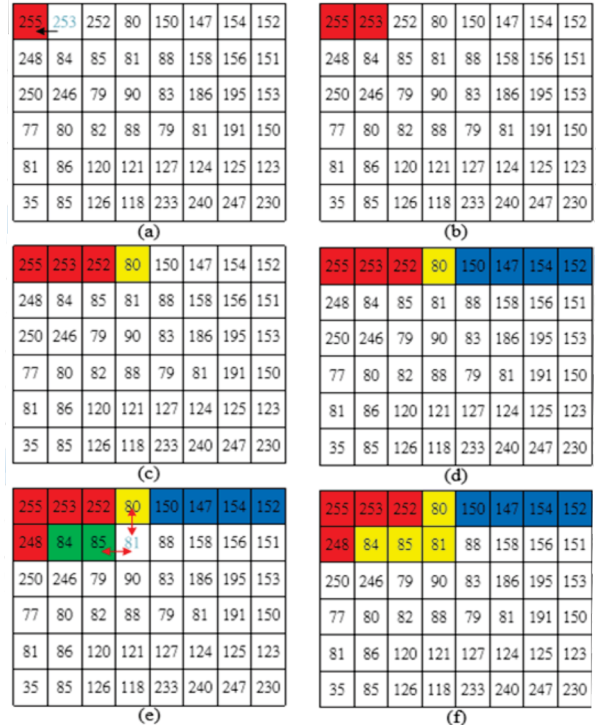 255 253 252 80 150 147 154 152 255 253 252 80 150 147 154 152
248 84 85 81 88 158 156 151 248 84 85 81 88 158 156 151
250 246 79 90 83 186 195 153 250 246 79 90 83 186 195 153
77 80 82 88 79 81 191 150 77 80 82 88 79 81 191 150
81 86 120 121 127 124 125 123 81 86 120 121 127 124 125 123
35 85 126 118 233 240 247 230 35 85 126 118 233 240 247 230
(a) (b)
255 253 252 80 150 147 154 152 255 253 252 80 150 147 154 152
248 84 85 81 88 158 156 151 248 84 85 81 88 158 156 151
250 246 79 90 83 186 195 153 250 246 79 90 83 186 195 153
77 80 82 88 79 81 191 150 77 80 82 88 79 81 191 150
81 86 120 121 127 124 125 123 81 86 120 121 127 124 125 123
35 85 126 118 233 240 247 230 35 85 126 118 233 240 247 230
(c) (d)
255 253 252 80 150 147 154 152 255 253 252 80 150 147 154 152
248 84 85 81 88 158 156 151 248 84 85 81 88 158 156 151
250 246 79 90 83 186 195 153 250 246 79 90 83 186 195 153
77 80 82 88 79 81 191 150 77 80 82 88 79 81 191 150
81 86 120 121 127 124 125 123 81 86 120 121 127 124 125 123
35 85 126 118 233 240 247 230 35 85 126 118 233 240 247 230
(e) (f)